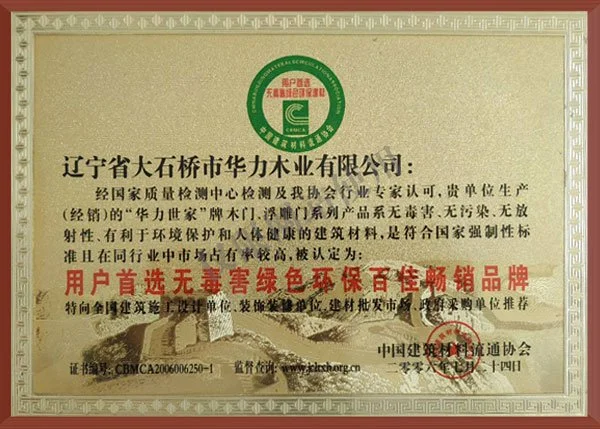 CHINABUILDINGMATERALSCIRCULATIONASSOCIATION
用户首选
无毒害绿色环保建材
CBMCA
中国建筑材料流通协会
辽宁省大石桥市华力木业有限公司：
经国家质量检测中心检测及我协会行业专家认可，贵单位生产
(经销)的“华力世家”牌木门、浮雕门系列产品系无毒害、无污染、无放
射性、有利于环境保护和人体健康的建筑材料，是符合国家强制性标
准且在同行业中市场占有率较高，被认定为：
用户首选无毒害绿色环保百佳畅销品牌
特向全国建筑施工设计单位、装饰装修单位、建材批发市场、政府采购单位推荐
中国建筑材料流通协会
证书编号：CBMCA2006006250-1 监督查询：www.jcltxh.org.cn
二〇〇六年七月二十四日